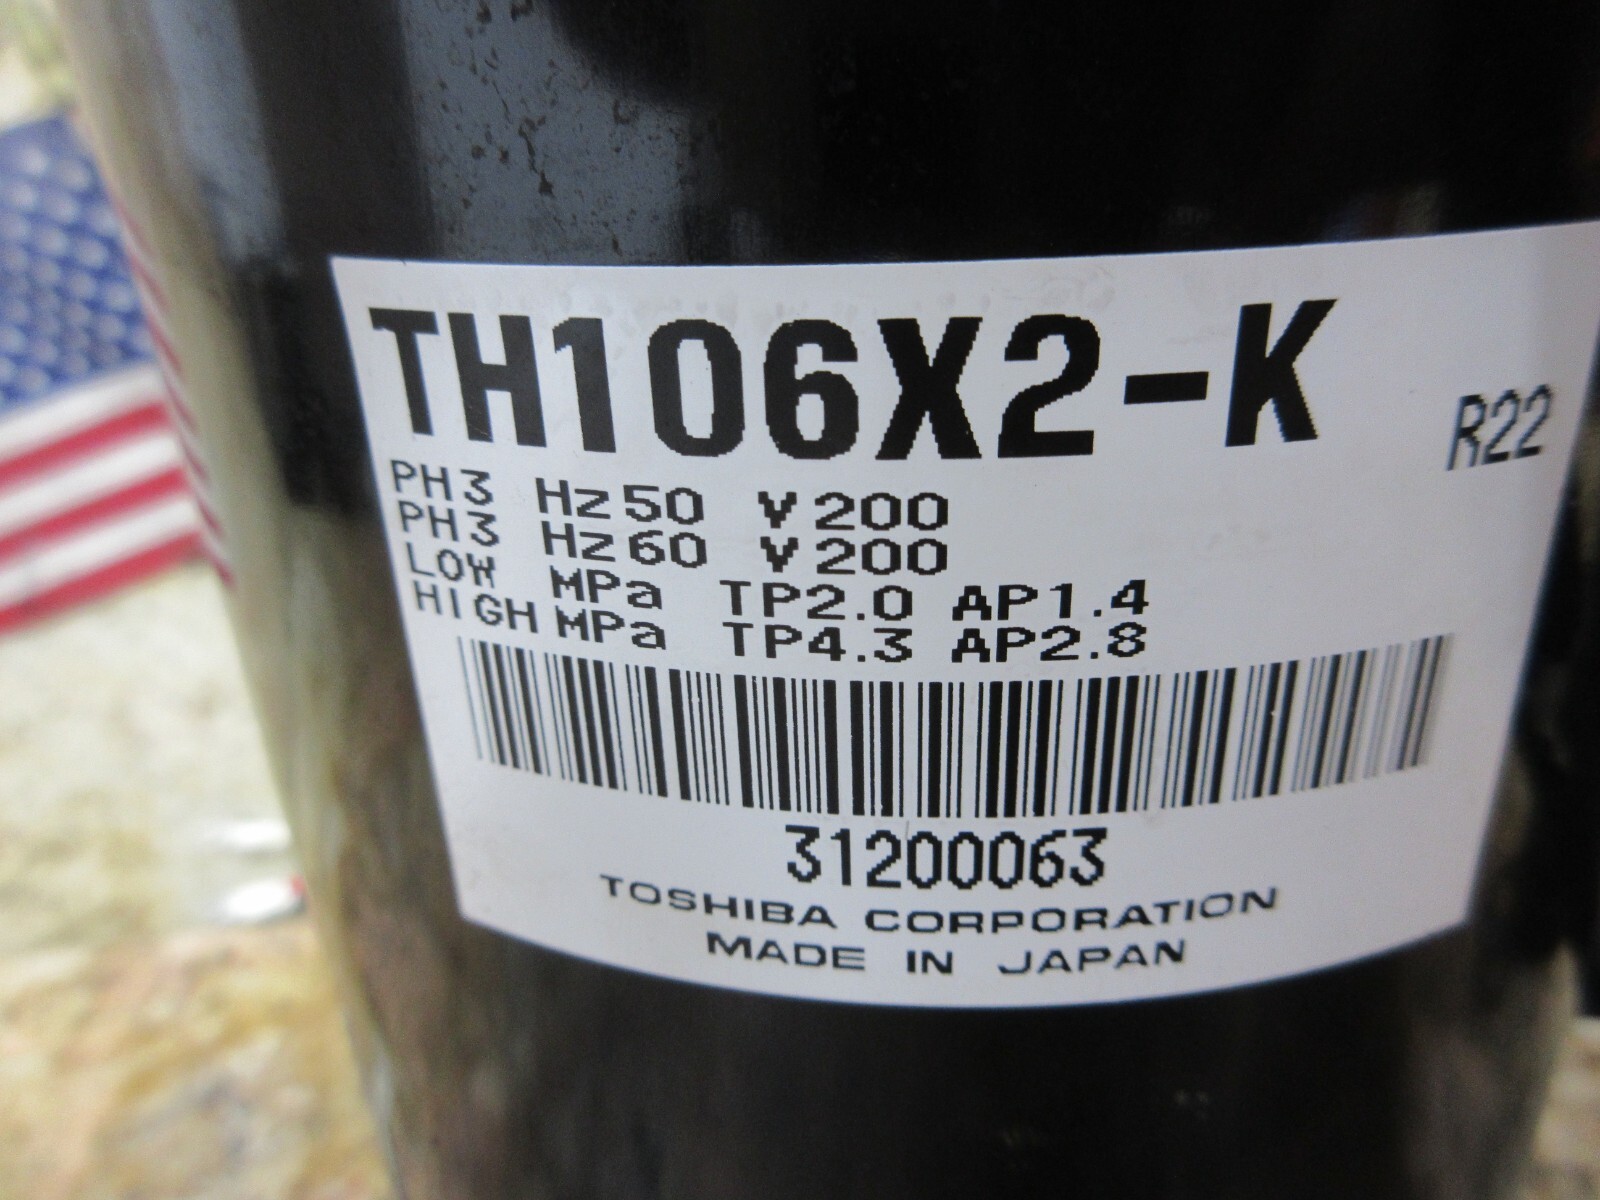 TH106X2-K R22
PH3 Hz50 V200
PH3 Hz60 V200
LOW MPa TP2.0 AP1.4
HIGH MPa TP4.3 AP2.8
31200063
TOSHIBA CORPORATION
MADE IN JAPAN